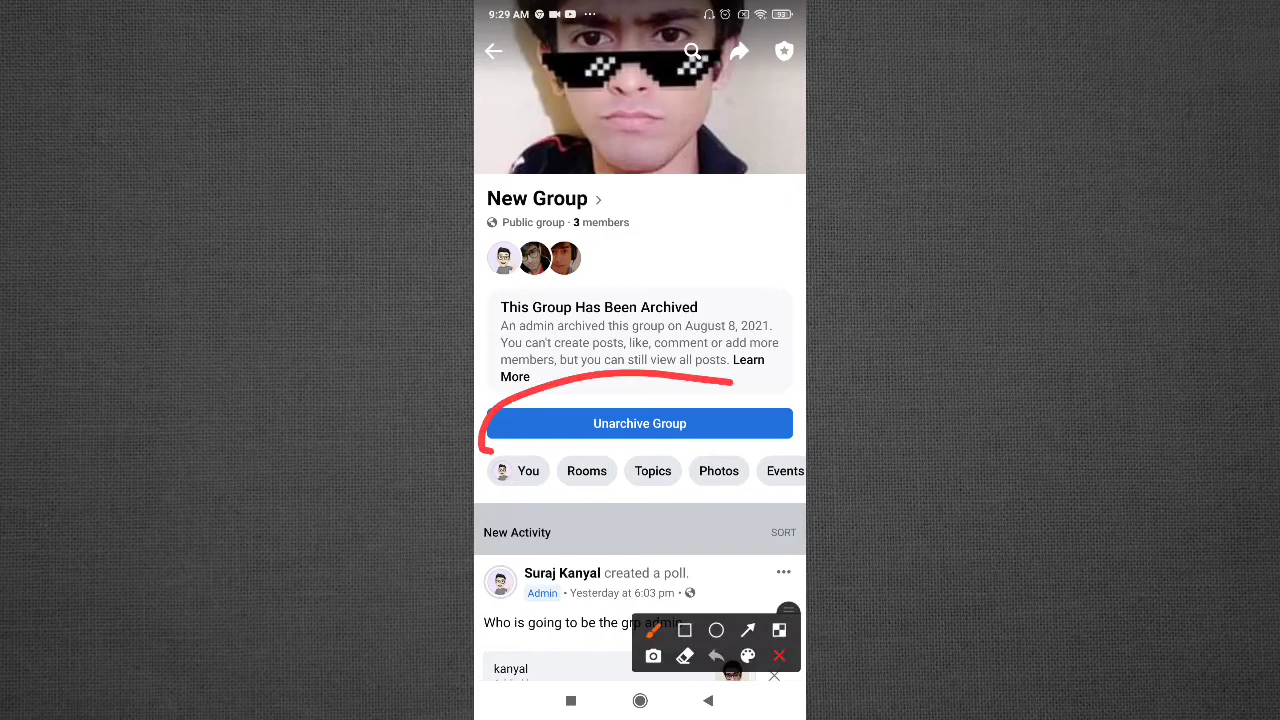 9:29 AM
93
New Group
Public group · 3 members
This Group Has Been Archived
An admin archived this group on August 8, 2021.
You can't create posts, like, comment or add more
members, but you can still view all posts. Learn
More
Unarchive Group
You Rooms Topics Photos Events
New Activity SORT
Suraj Kanyal created a poll.
Admin • Yesterday at 6:03 pm •
Who is going to be the grp admin
kanyal